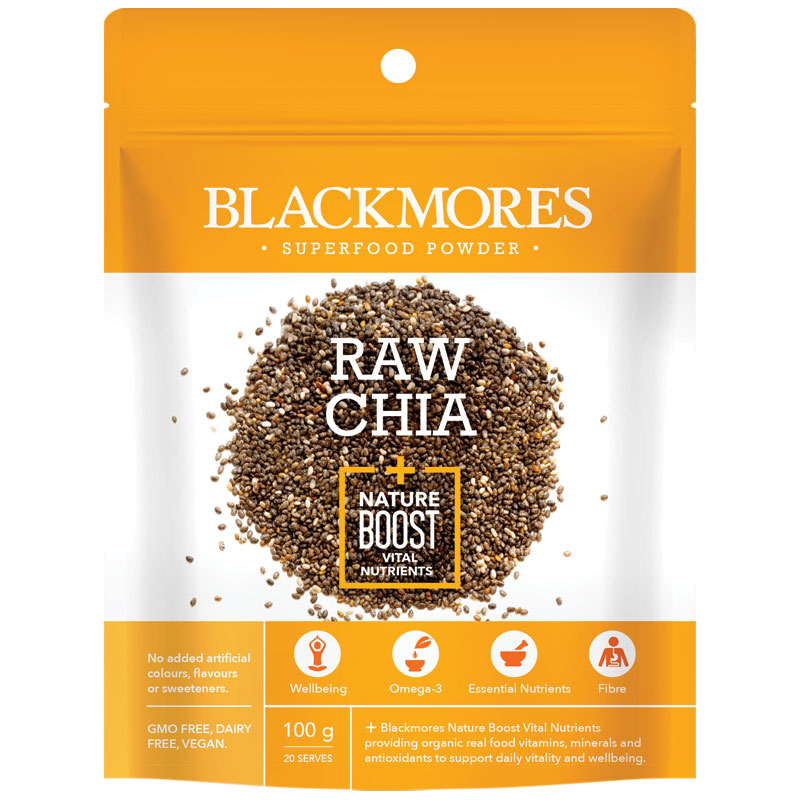 BLACKMORES
• SUPERFOOD POWDER •
RAW
CHIA
+
NATURE
BOOST
VITAL
NUTRIENTS
No added artificial
colours, flavours
or sweeteners.
Wellbeing
Omega-3
Essential Nutrients
Fibre
GMO FREE, DAIRY
FREE, VEGAN.
100 g
20 SERVES
+ Blackmores Nature Boost Vital Nutrients
providing organic real food vitamins, minerals and
antioxidants to support daily vitality and wellbeing.